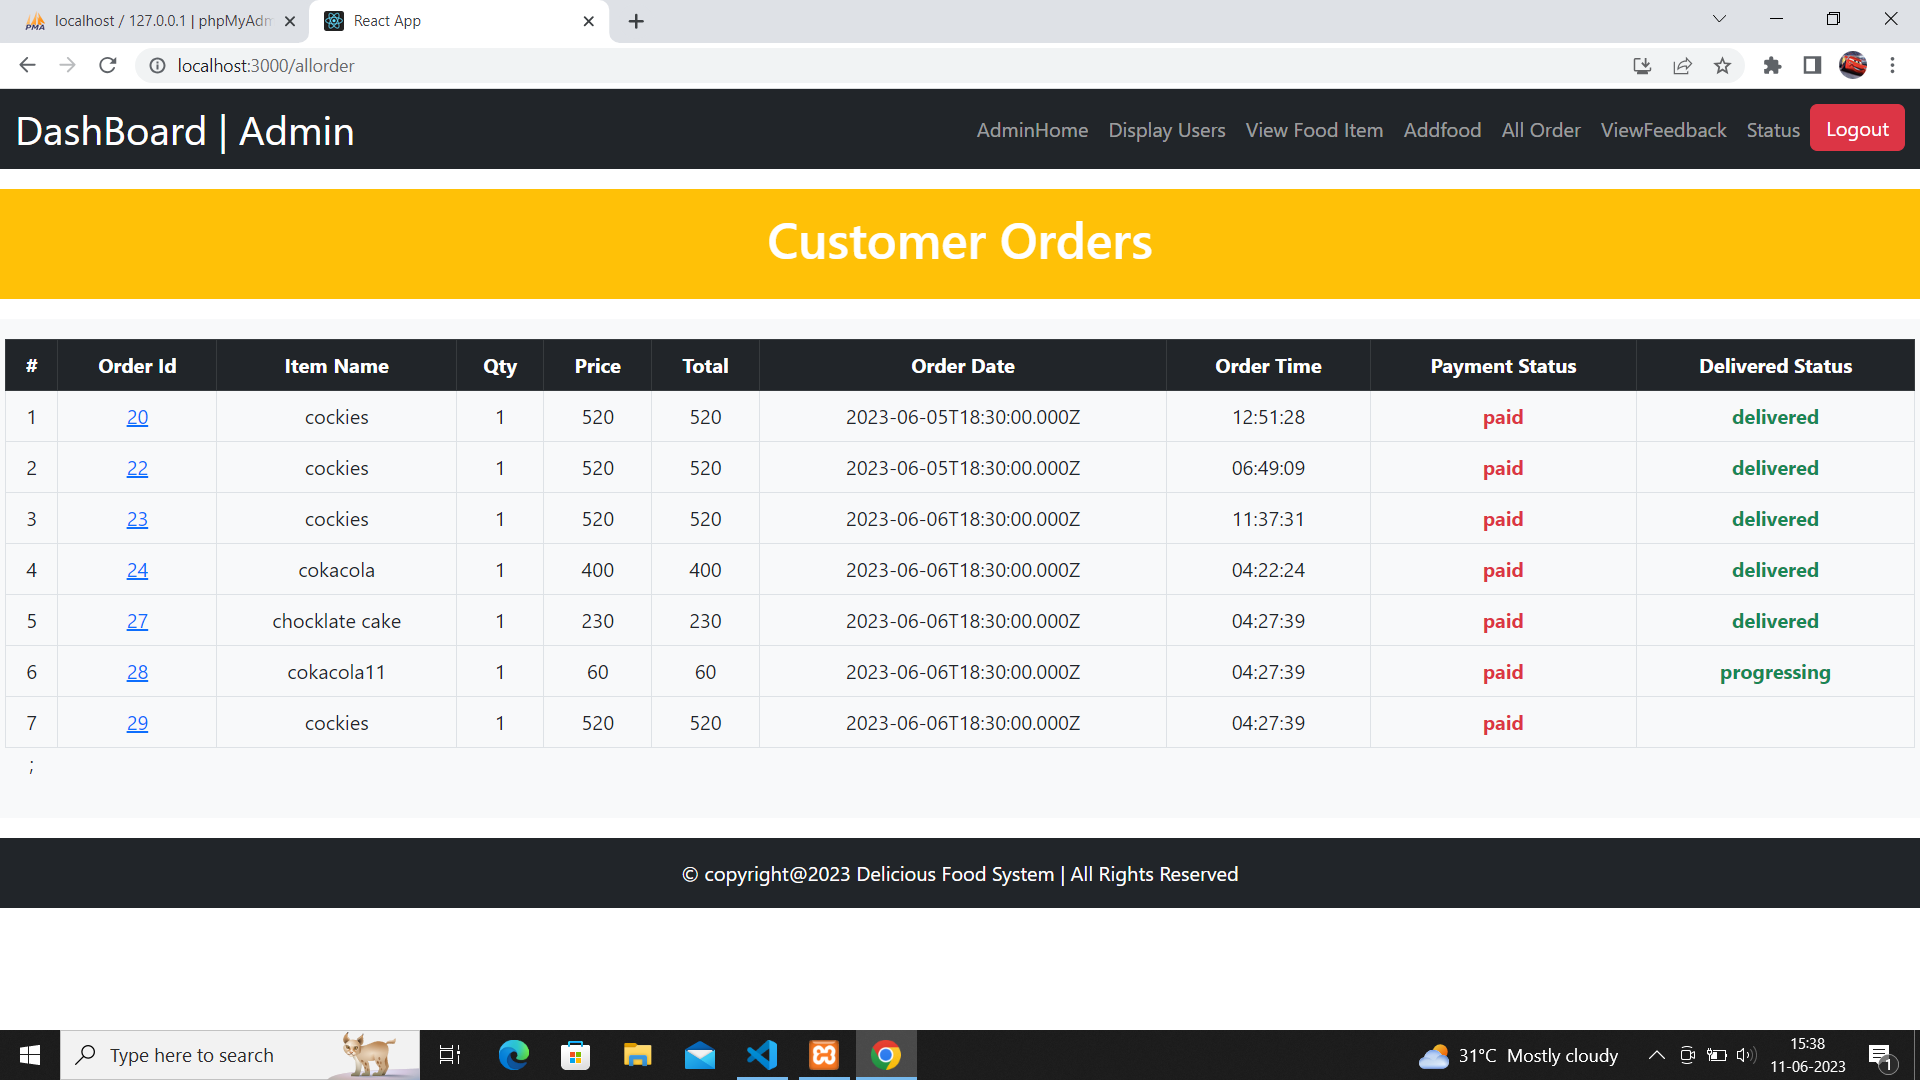 localhost / 127.0.0.1 | phpMyAdm
React App
localhost:3000/allorder
DashBoard | Admin
AdminHome Display Users View Food Item Addfood All Order ViewFeedback Status Logout
Customer Orders
# Order Id Item Name Qty Price Total Order Date Order Time Payment Status Delivered Status
1 20 cockies 1 520 520 2023-06-05T18:30:00.000Z 12:51:28 paid delivered
2 22 cockies 1 520 520 2023-06-05T18:30:00.000Z 06:49:09 paid delivered
3 23 cockies 1 520 520 2023-06-06T18:30:00.000Z 11:37:31 paid delivered
4 24 cokacola 1 400 400 2023-06-06T18:30:00.000Z 04:22:24 paid delivered
5 27 chocklate cake 1 230 230 2023-06-06T18:30:00.000Z 04:27:39 paid delivered
6 28 cokacola11 1 60 60 2023-06-06T18:30:00.000Z 04:27:39 paid progressing
7 29 cockies 1 520 520 2023-06-06T18:30:00.000Z 04:27:39 paid
;
© copyright@2023 Delicious Food System | All Rights Reserved
Type here to search
31°C Mostly cloudy
15:38
11-06-2023
1